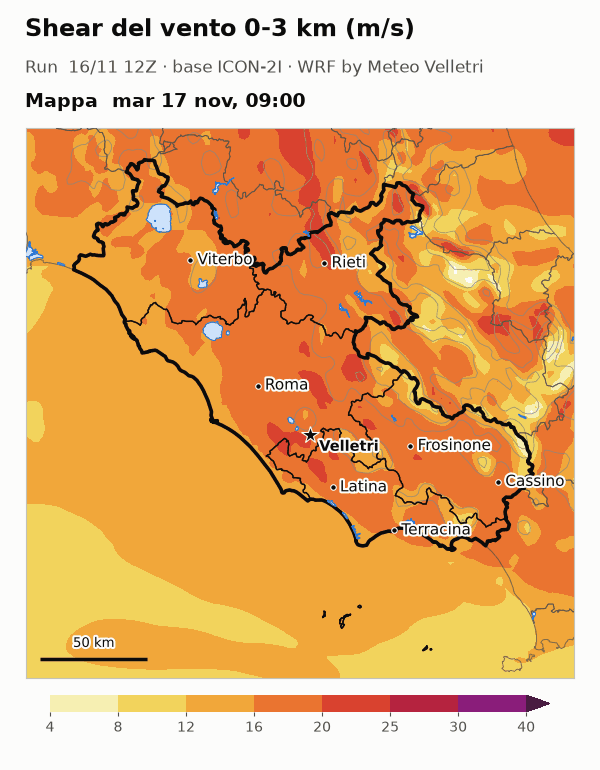 Shear del vento 0-3 km (m/s)
Run  16/11 12Z · base ICON-2I · WRF by Meteo Velletri
Mappa  mar 17 nov, 09:00
Viterbo
Rieti
Roma
Velletri
Frosinone
Cassino
Latina
Terracina
50 km
4 8 12 16 20 25 30 40